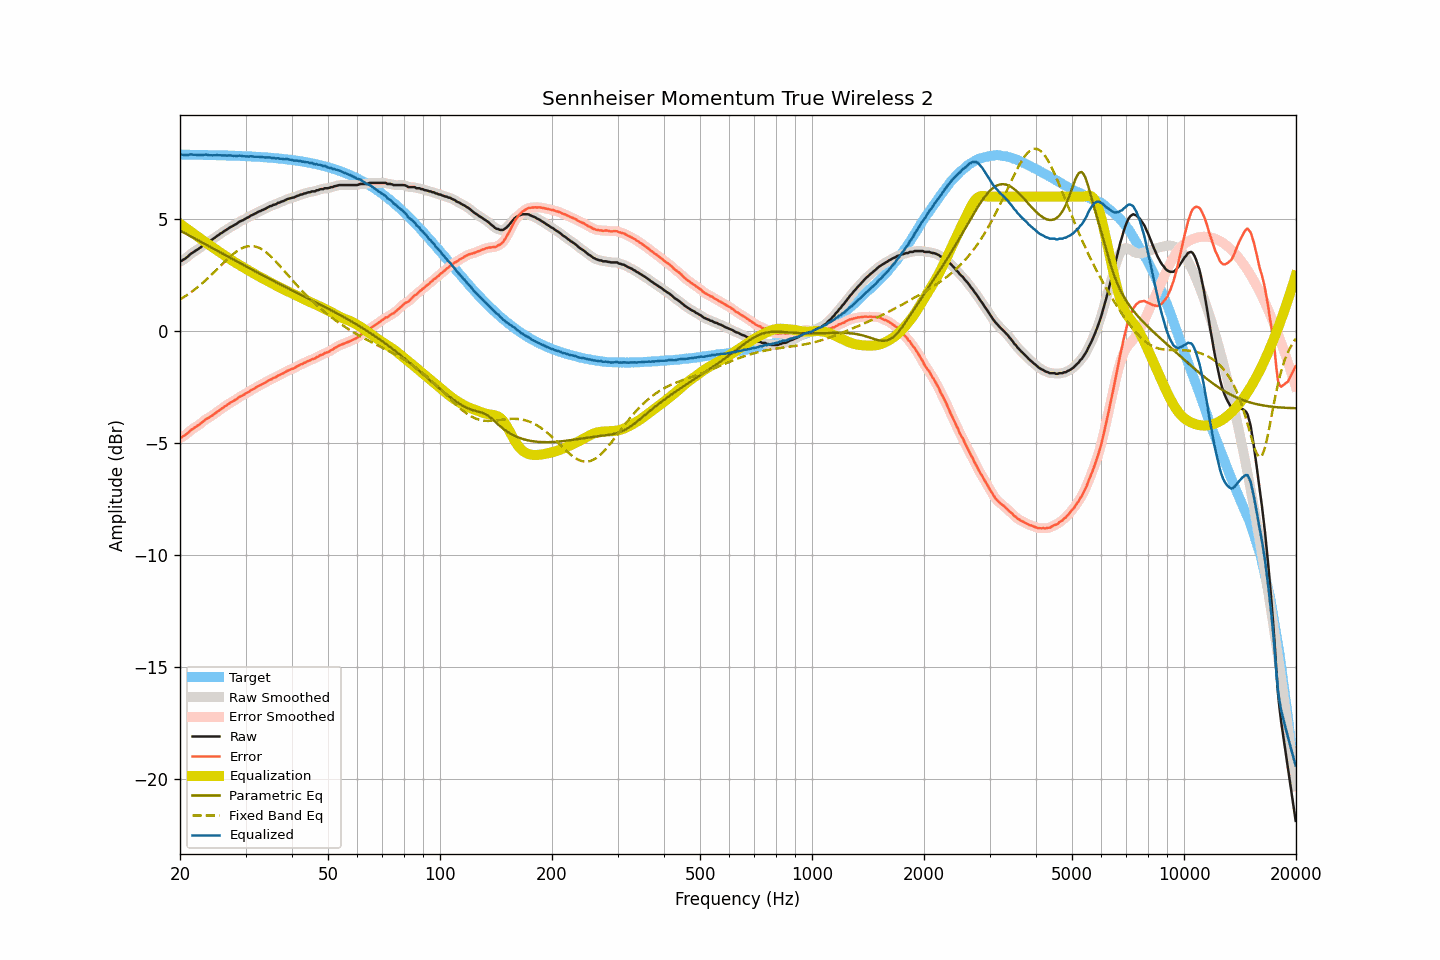 Sennheiser Momentum True Wireless 2
Amplitude (dBr)
5
0
−5
−10
−15
−20
Target
Raw Smoothed
Error Smoothed
Raw
Error
Equalization
Parametric Eq
Fixed Band Eq
Equalized
20 50 100 200 500 1000 2000 5000 10000 20000
Frequency (Hz)